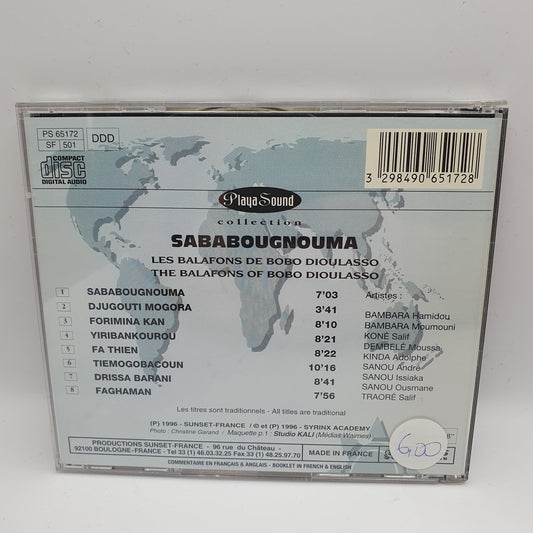 PS 65172
SF 501
DDD
COMPACT
disc
DIGITAL AUDIO
3 298490 651728
Playa Sound
collection
SABABOUGNOUMA
LES BALAFONS DE BOBO DIOULASSO
THE BALAFONS OF BOBO DIOULASSO
1 SABABOUGNOUMA 7'03
2 DJUGOUTI MOGORA 3'41
3 FORIMINA KAN 8'10
4 YIRIBANKOUROU 8'21
5 FA THIEN 8'22
6 TIEMOGOBACOUN 10'16
7 DRISSA BARANI 8'41
8 FAGHAMAN 7'56
Artistes :
BAMBARA Hamidou
BAMBARA Moumouni
KONÉ Salif
DEMBELÉ Moussa
KINDA Adolphe
SANOU André
SANOU Issiaka
SANOU Ousmane
TRAORÉ Salif
Les titres sont traditionnels - All titles are traditional
(P) 1996 - SUNSET-FRANCE / © et (P) 1996 - SYRINX ACADEMY
Photo : Christine Garand / Maquette p.1 : Studio KALI (Médias Waimes)
PRODUCTIONS SUNSET-FRANCE - 96 rue du Château.
92100 BOULOGNE-FRANCE - Tel 33 (1) 46.03.32.25 Fax 33 (1) 48.25.97.70
MADE IN FRANCE
COMMENTAIRE EN FRANÇAIS & ANGLAIS - BOOKLET IN FRENCH & ENGLISH
6,00